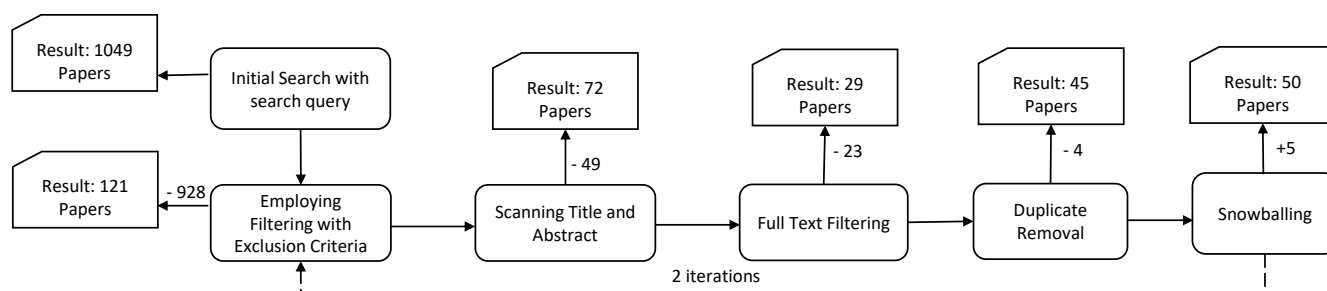 Result: 1049
Papers
Initial Search with
search query
Result: 121
Papers
- 928
Employing
Filtering with
Exclusion Criteria
Result: 72
Papers
- 49
Scanning Title and
Abstract
Result: 29
Papers
- 23
Full Text Filtering
Result: 45
Papers
- 4
Duplicate
Removal
Result: 50
Papers
+5
Snowballing
2 iterations